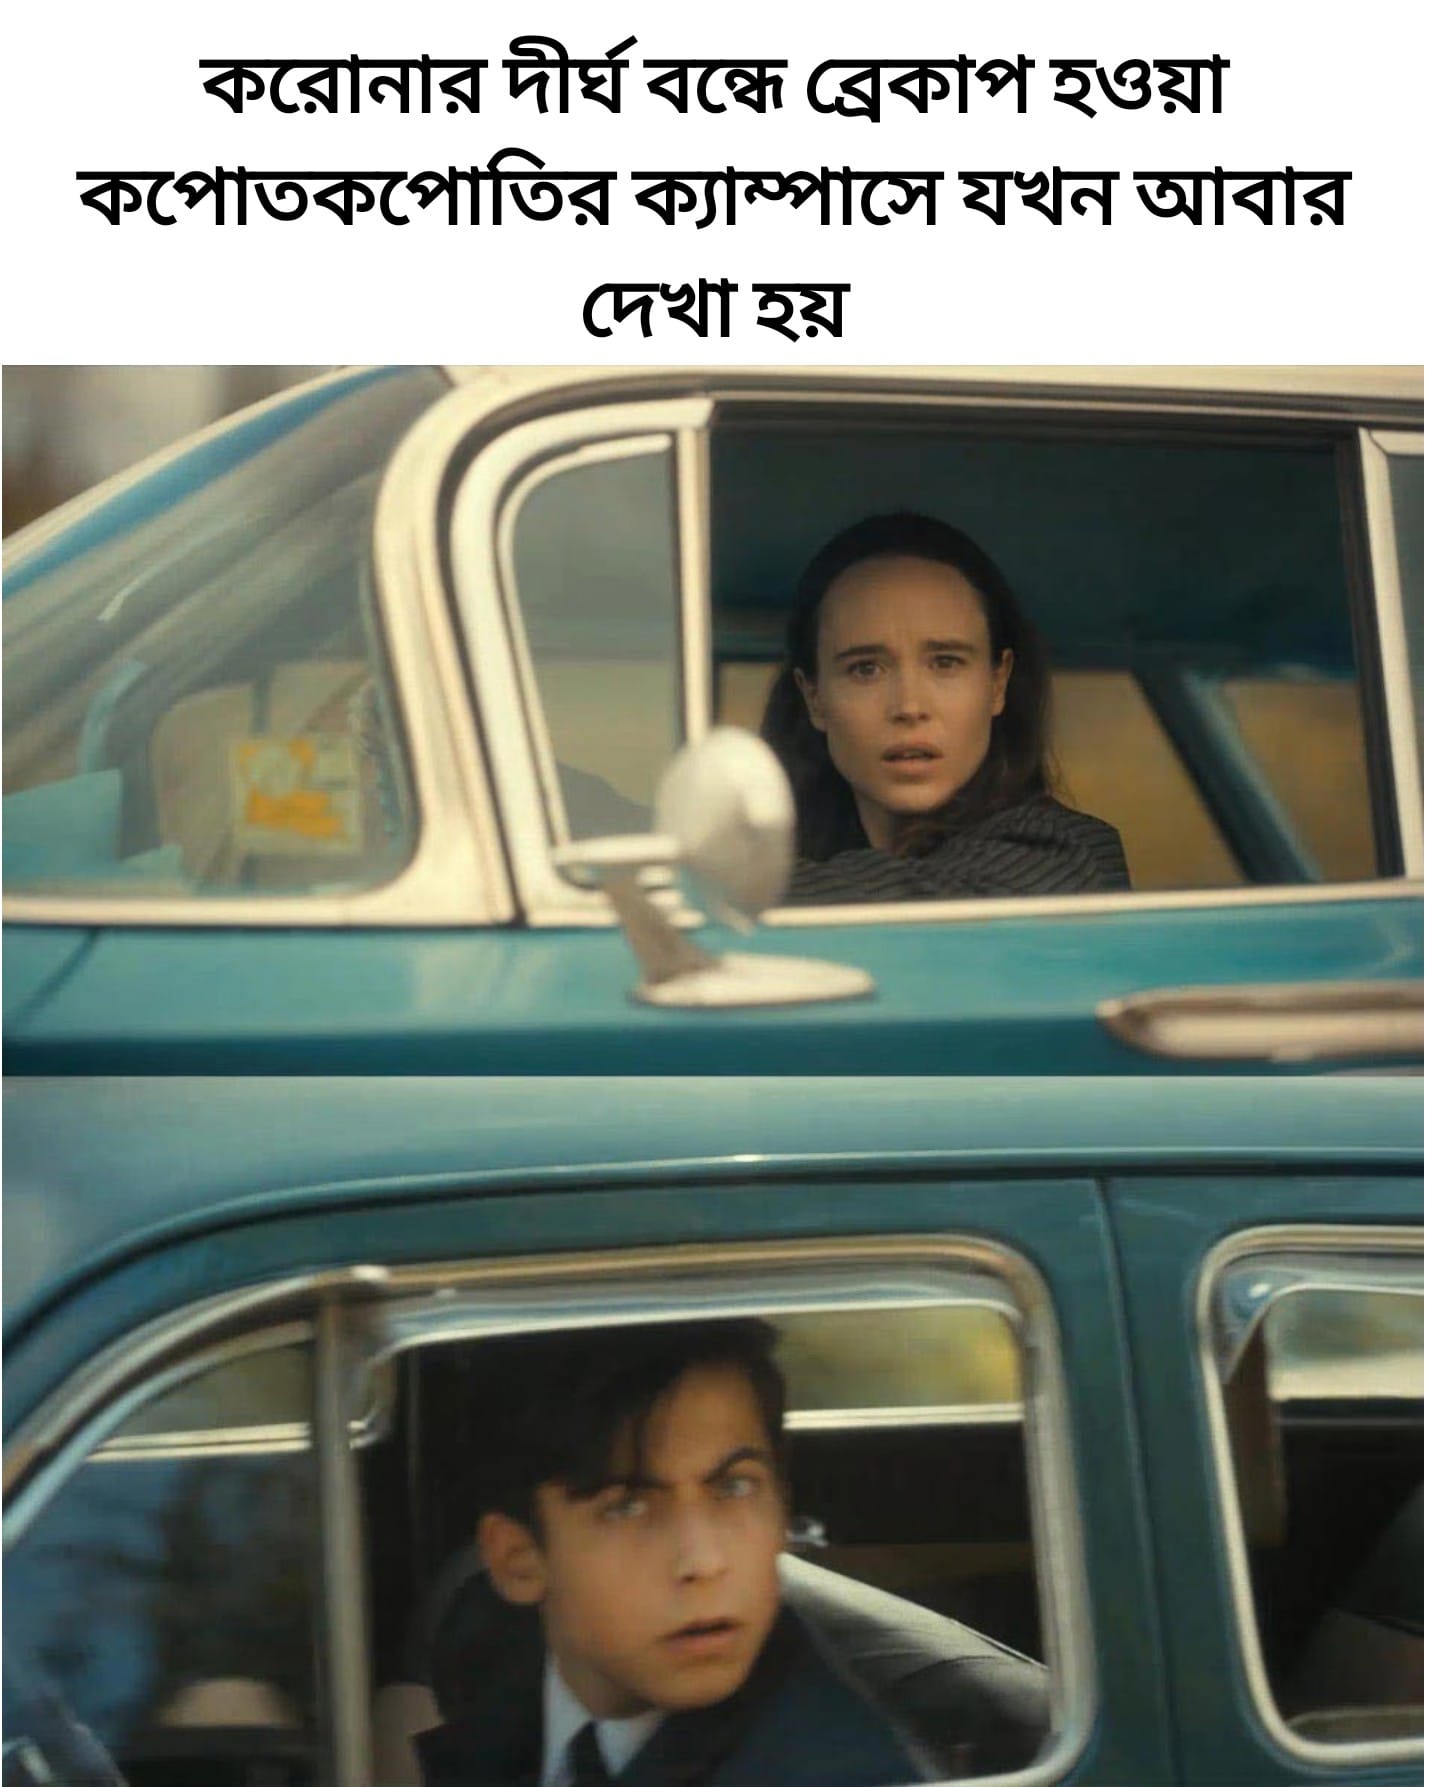 করোনার দীর্ঘ বন্ধে ব্রেকাপ হওয়া
কপোতকপোতির ক্যাম্পাসে যখন আবার
দেখা হয়